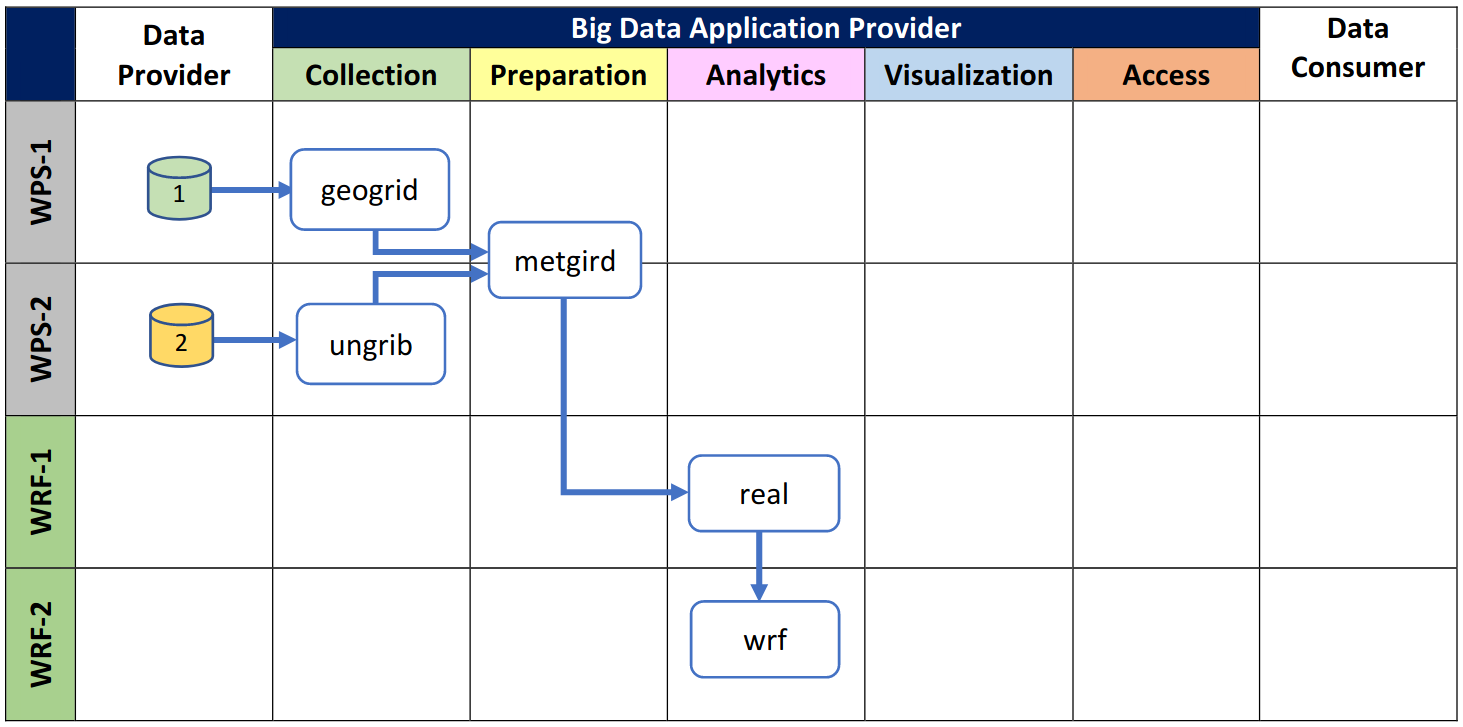 Data
Provider
Big Data Application Provider
Data
Consumer
Collection
Preparation
Analytics
Visualization
Access
WPS-1
1
geogrid
metgird
WPS-2
2
ungrib
WRF-1
real
WRF-2
wrf